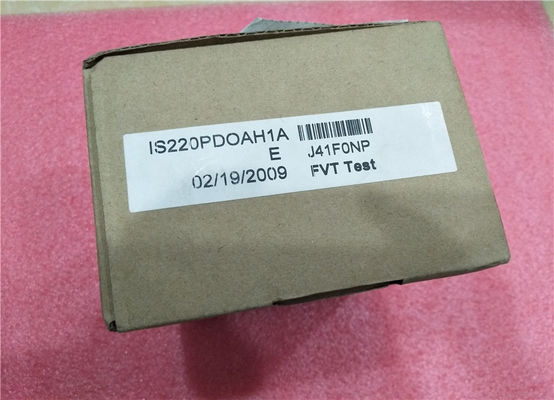 IS220PDOAH1A
E J41F0NP
02/19/2009 FVT Test